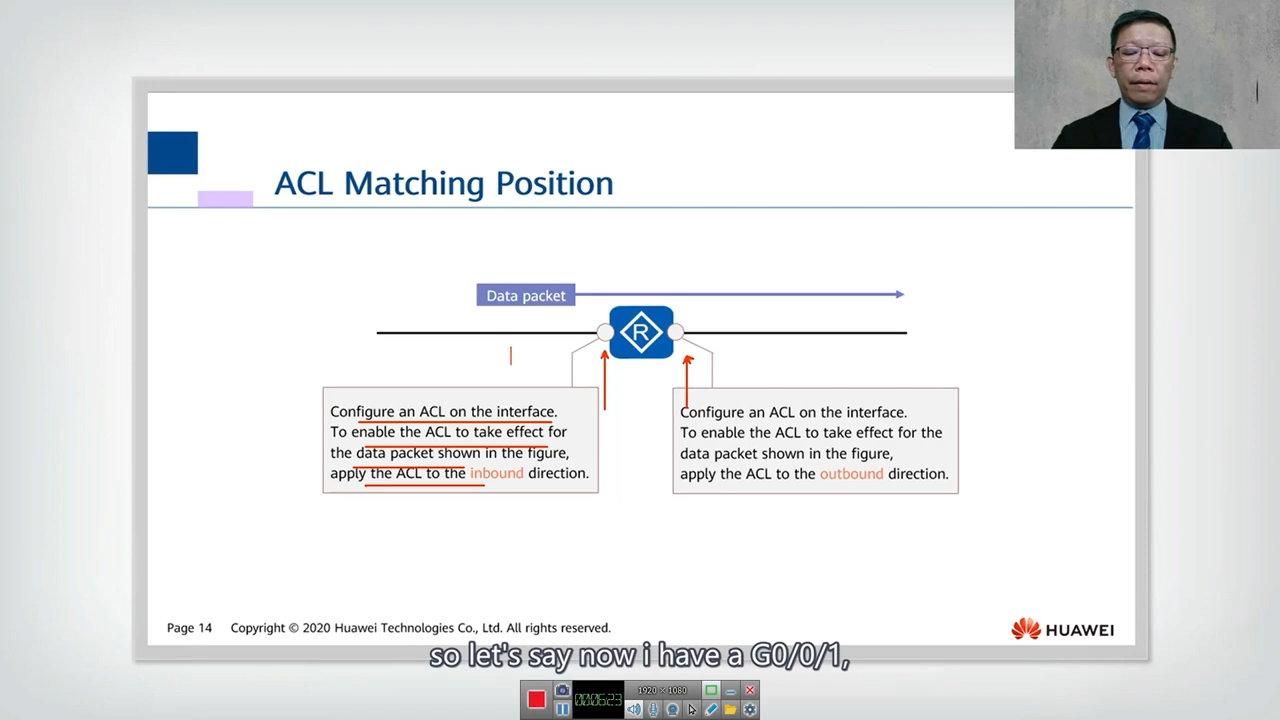 ACL Matching Position
Data packet
R
Configure an ACL on the interface.
To enable the ACL to take effect for
the data packet shown in the figure,
apply the ACL to the inbound direction.
Configure an ACL on the interface.
To enable the ACL to take effect for the
data packet shown in the figure,
apply the ACL to the outbound direction.
Page 14 Copyright © 2020 Huawei Technologies Co., Ltd. All rights reserved.
HUAWEI
so let's say now i have a G0/0/1,
1920 × 1080
000623